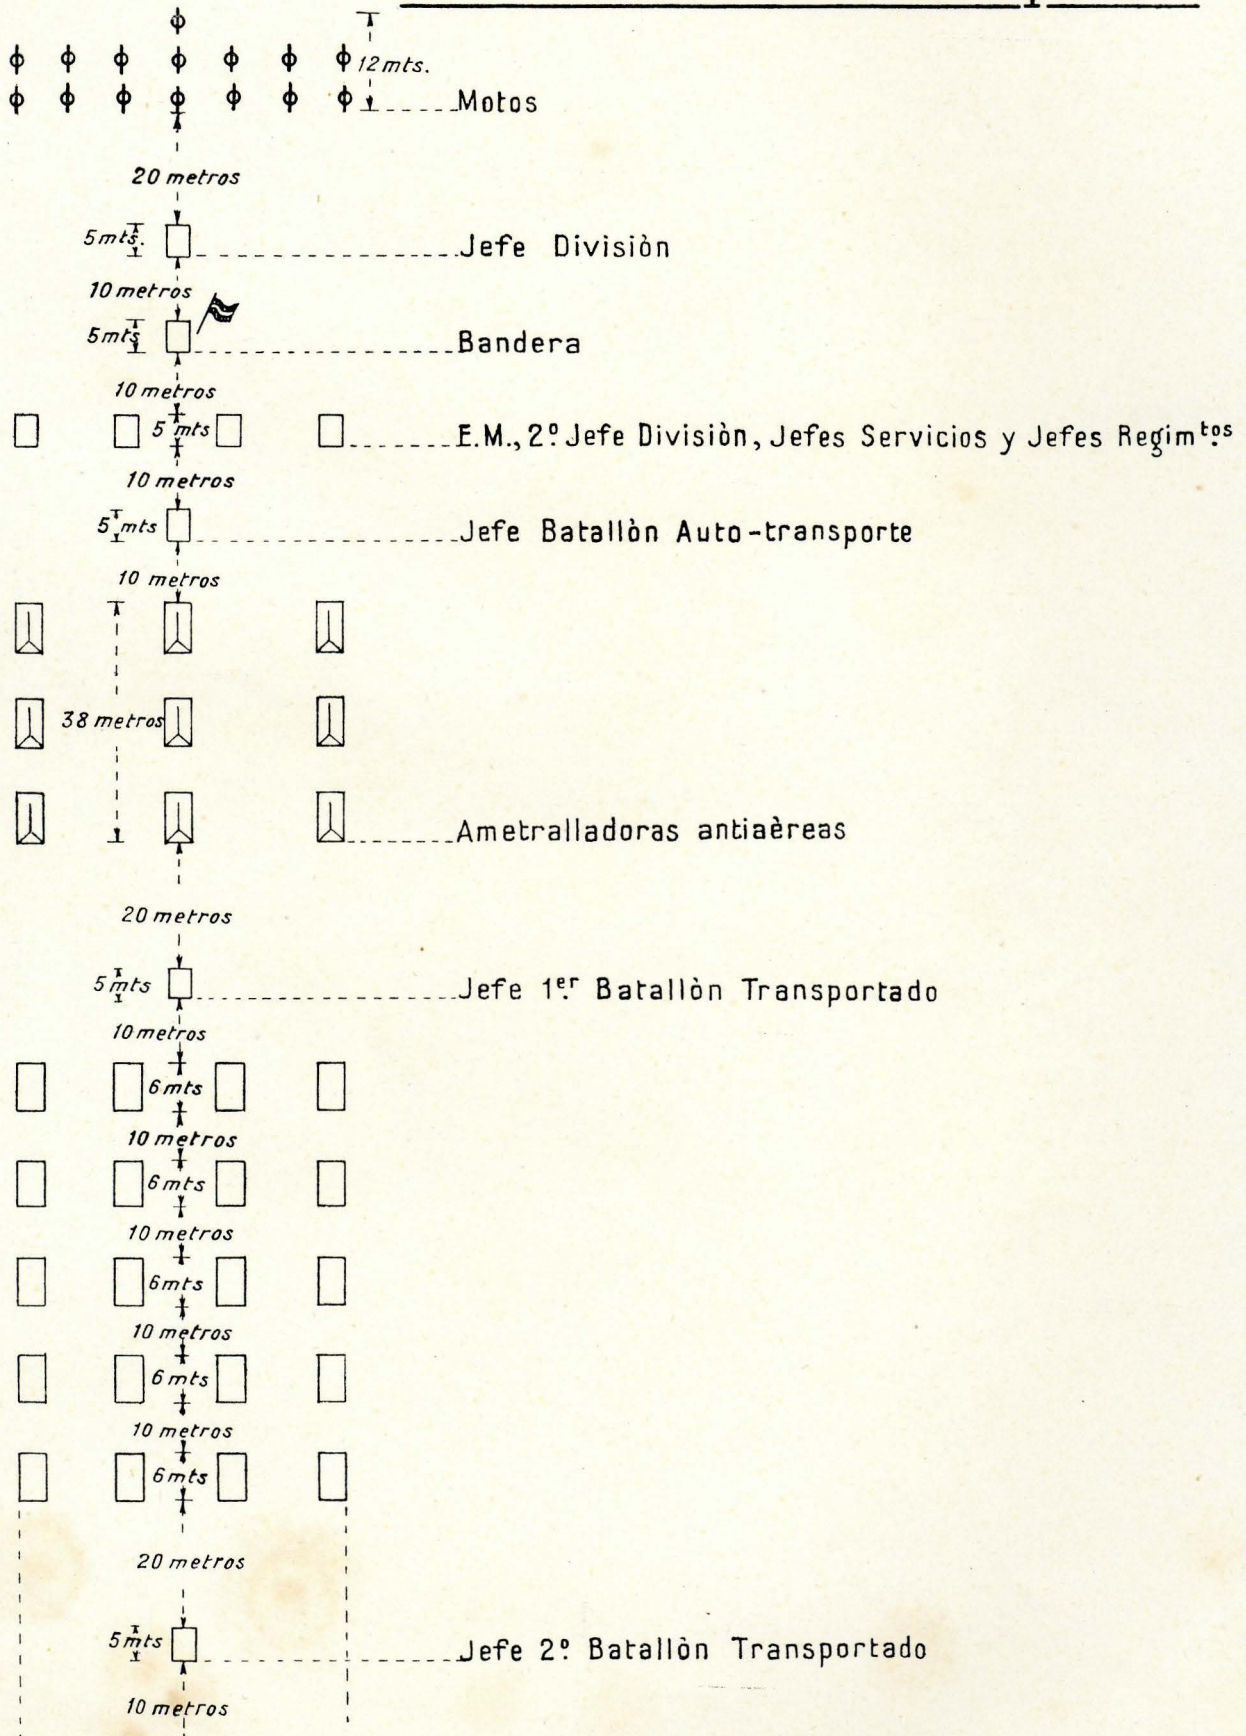 12 mts.
Motos
20 metros
5 mts.
Jefe Divisiòn
10 metros
5 mts
Bandera
10 metros
5 mts
E.M., 2º Jefe Divisiòn, Jefes Servicios y Jefes Regimtos
10 metros
5 mts
Jefe Batallòn Auto-transporte
10 metros
38 metros
Ametralladoras antiaèreas
20 metros
5 mts
Jefe 1er Batallòn Transportado
10 metros
6 mts
10 metros
6 mts
10 metros
6 mts
10 metros
6 mts
10 metros
6 mts
20 metros
5 mts
Jefe 2º Batallòn Transportado
10 metros